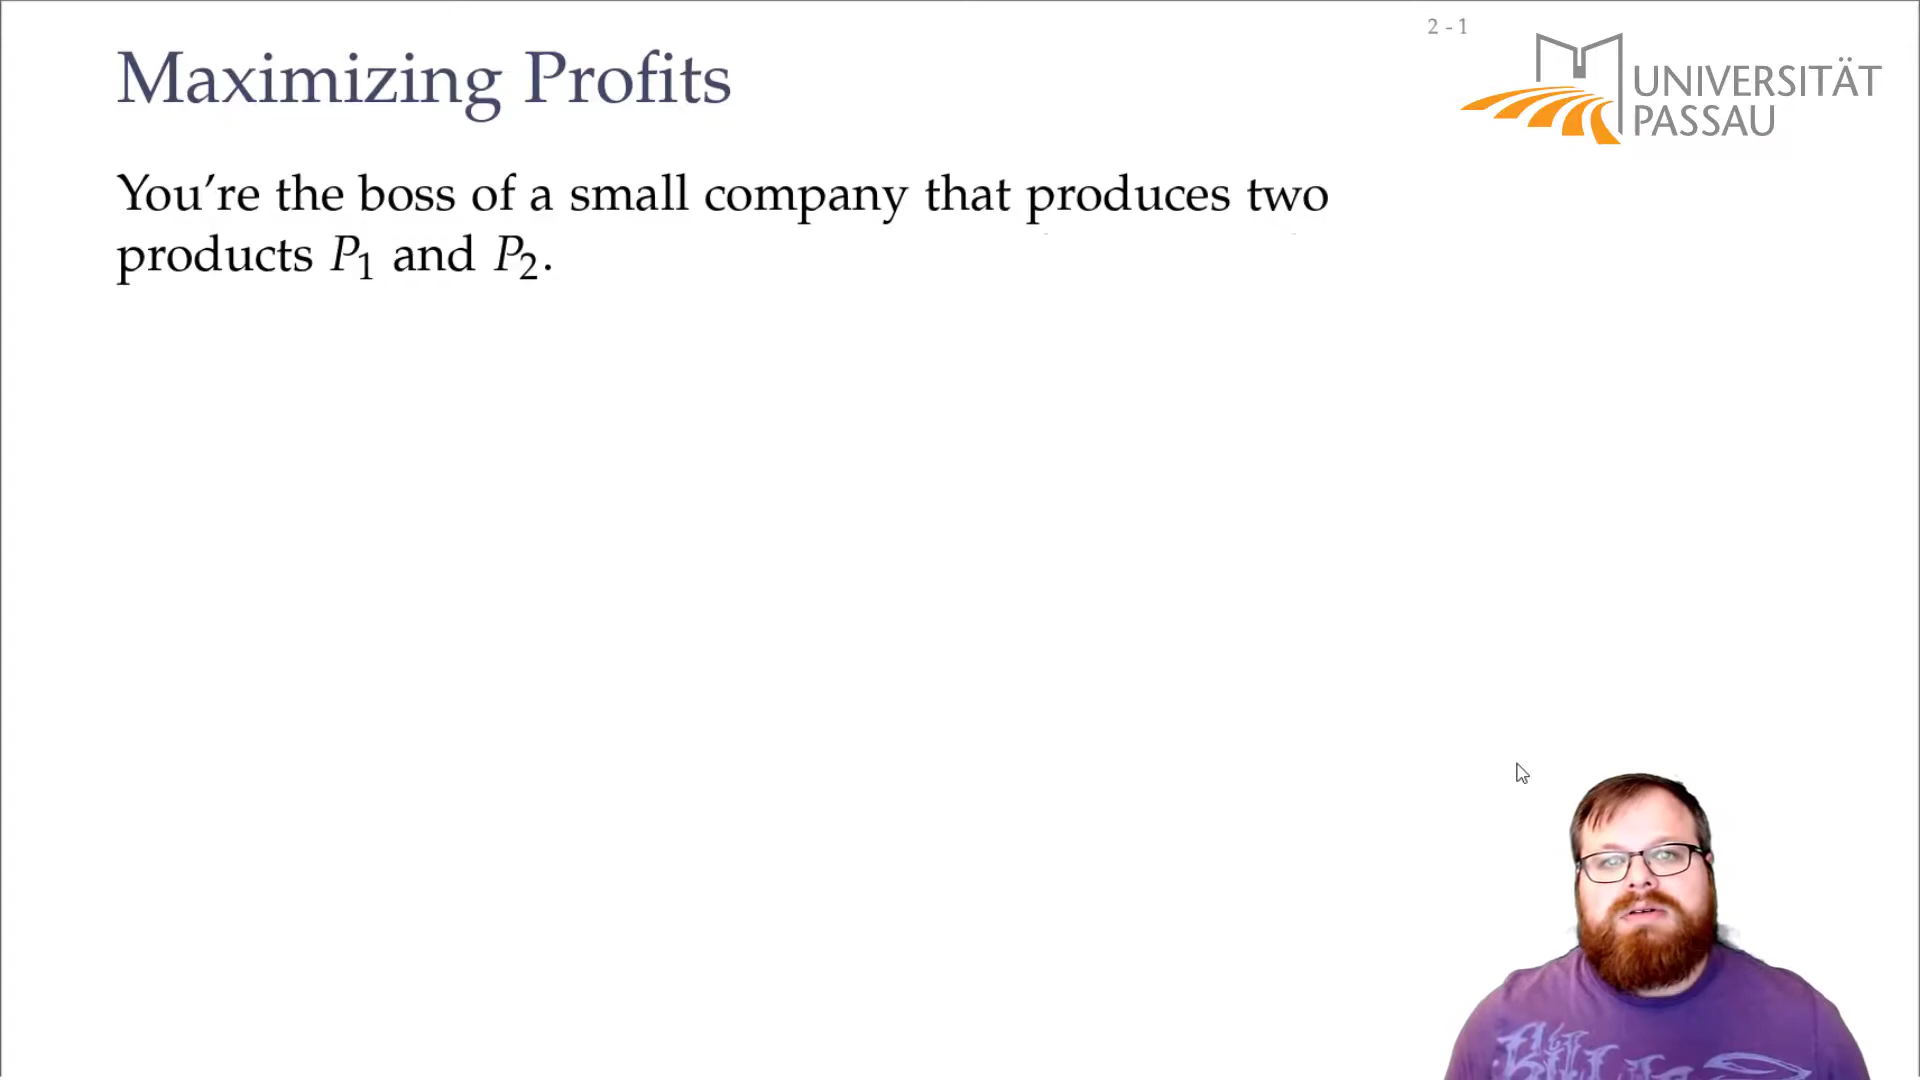 2 - 1
Maximizing Profits
UNIVERSITÄT
PASSAU
You're the boss of a small company that produces two
products P₁ and P₂.